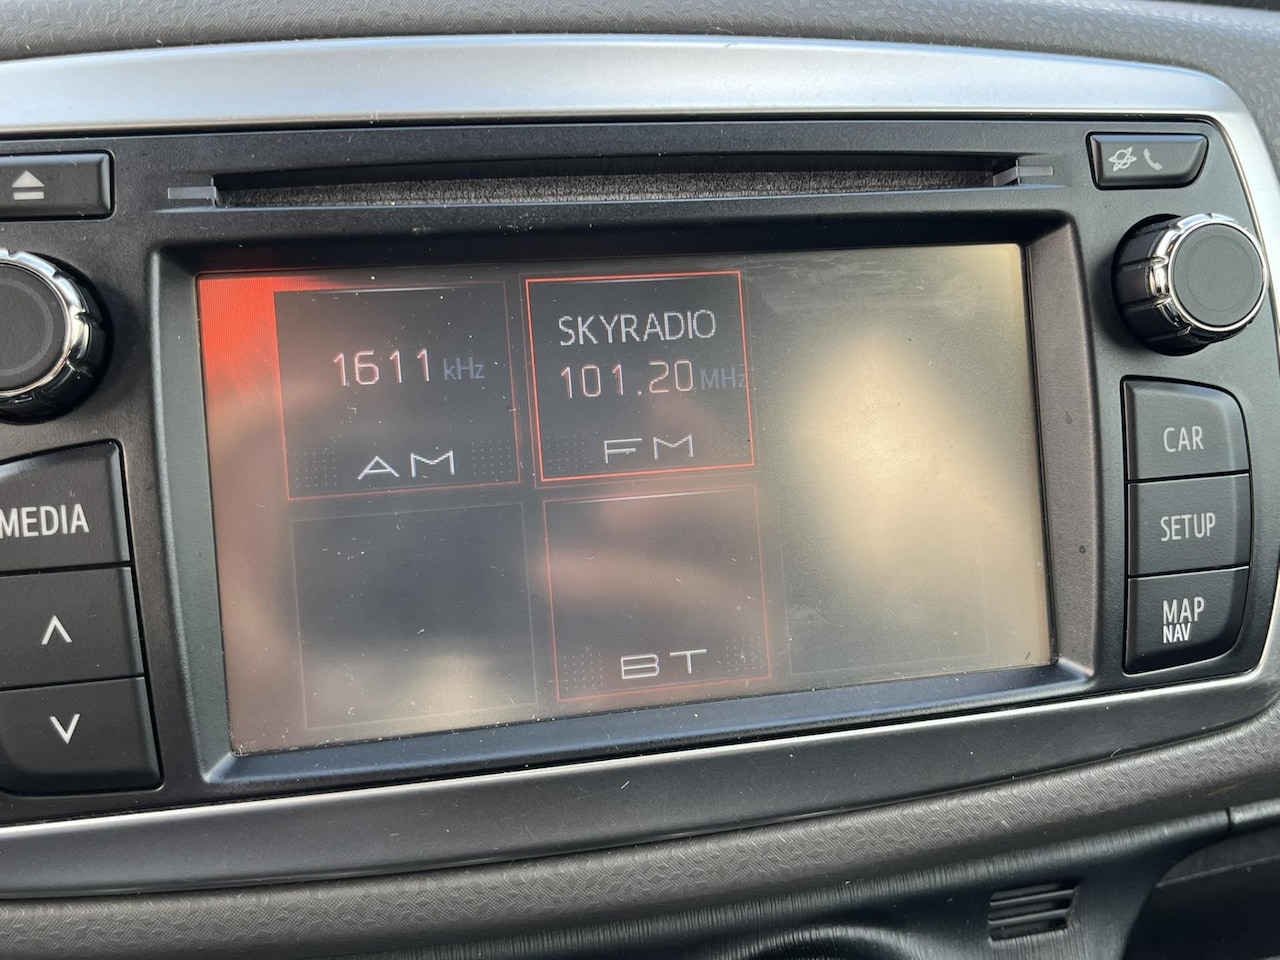 MEDIA
1611 kHz
AM
SKYRADIO
101.20 MHz
FM
BT
CAR
SETUP
MAP
NAV